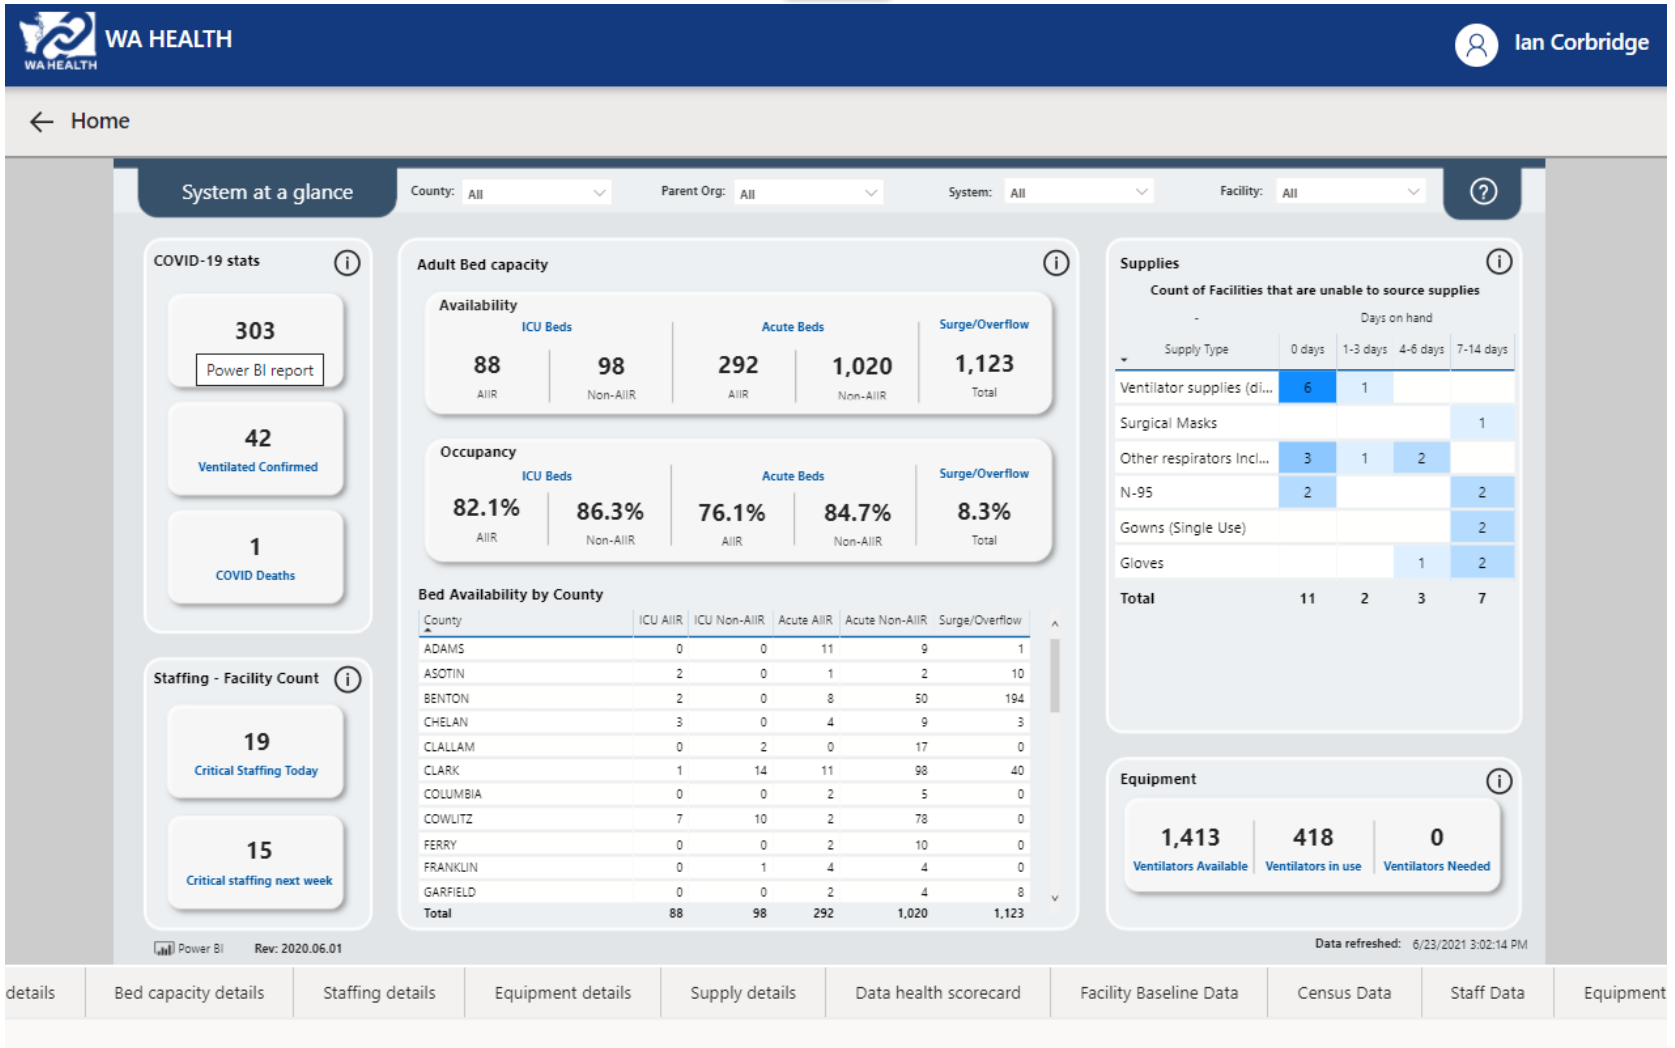 WA HEALTH
WA HEALTH
Ian Corbridge
Home
System at a glance
County: All
Parent Org: All
System: All
Facility: All
?
COVID-19 stats
303
Power BI report
42
Ventilated Confirmed
1
COVID Deaths
Staffing - Facility Count
19
Critical Staffing Today
15
Critical staffing next week
Adult Bed capacity
Availability
ICU Beds Acute Beds Surge/Overflow
88 98 292 1,020 1,123
AIIR Non-AIIR AIIR Non-AIIR Total
Occupancy
ICU Beds Acute Beds Surge/Overflow
82.1% 86.3% 76.1% 84.7% 8.3%
AIIR Non-AIIR AIIR Non-AIIR Total
Bed Availability by County
County ICU AIIR ICU Non-AIIR Acute AIIR Acute Non-AIIR Surge/Overflow
ADAMS 0 0 11 9 1
ASOTIN 2 0 1 2 10
BENTON 2 0 8 50 194
CHELAN 3 0 4 9 3
CLALLAM 0 2 0 17 0
CLARK 1 14 11 98 40
COLUMBIA 0 0 2 5 0
COWLITZ 7 10 2 78 0
FERRY 0 0 2 10 0
FRANKLIN 0 1 4 4 0
GARFIELD 0 0 2 4 8
Total 88 98 292 1,020 1,123
Supplies
Count of Facilities that are unable to source supplies
- Days on hand
Supply Type 0 days 1-3 days 4-6 days 7-14 days
Ventilator supplies (di... 6 1
Surgical Masks 1
Other respirators Incl... 3 1 2
N-95 2 2
Gowns (Single Use) 2
Gloves 1 2
Total 11 2 3 7
Equipment
1,413 418 0
Ventilators Available Ventilators in use Ventilators Needed
Power BI Rev: 2020.06.01
Data refreshed: 6/23/2021 3:02:14 PM
details Bed capacity details Staffing details Equipment details Supply details Data health scorecard Facility Baseline Data Census Data Staff Data Equipment